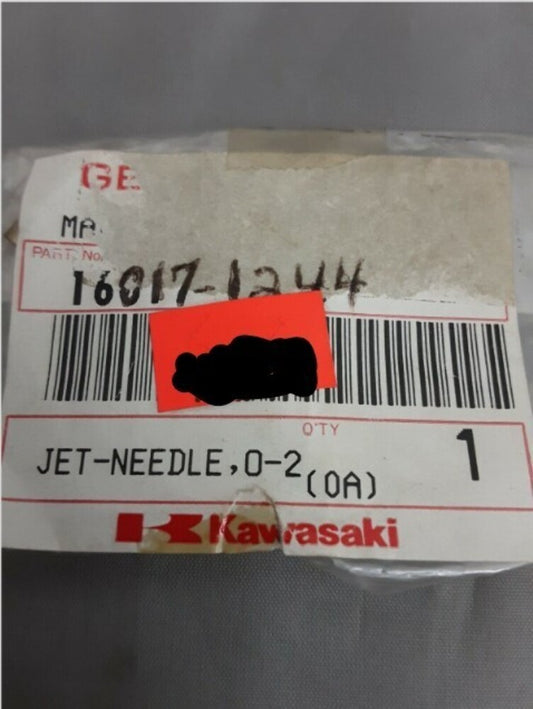 GE
MA
PART No.
16017-1244
Q'TY
JET-NEEDLE,O-2(OA) 1
Kawasaki